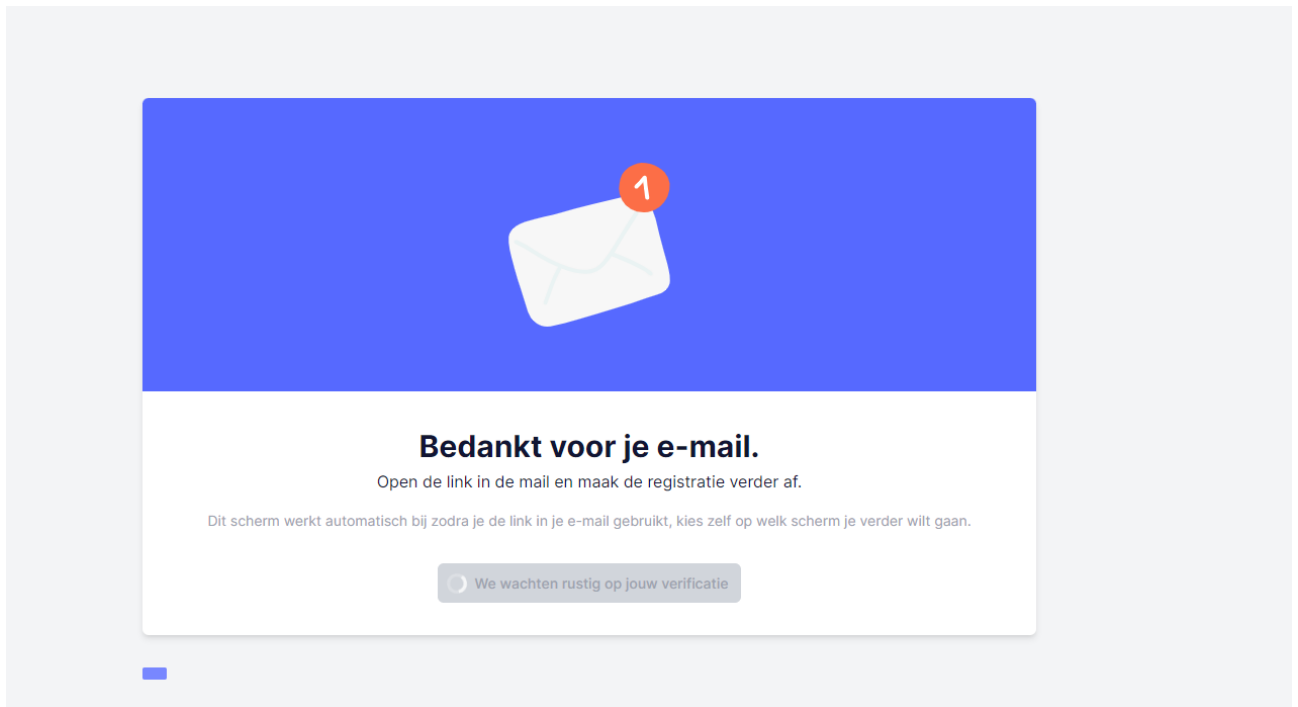 1
Bedankt voor je e-mail.
Open de link in de mail en maak de registratie verder af.
Dit scherm werkt automatisch bij zodra je de link in je e-mail gebruikt, kies zelf op welk scherm je verder wilt gaan.
We wachten rustig op jouw verificatie